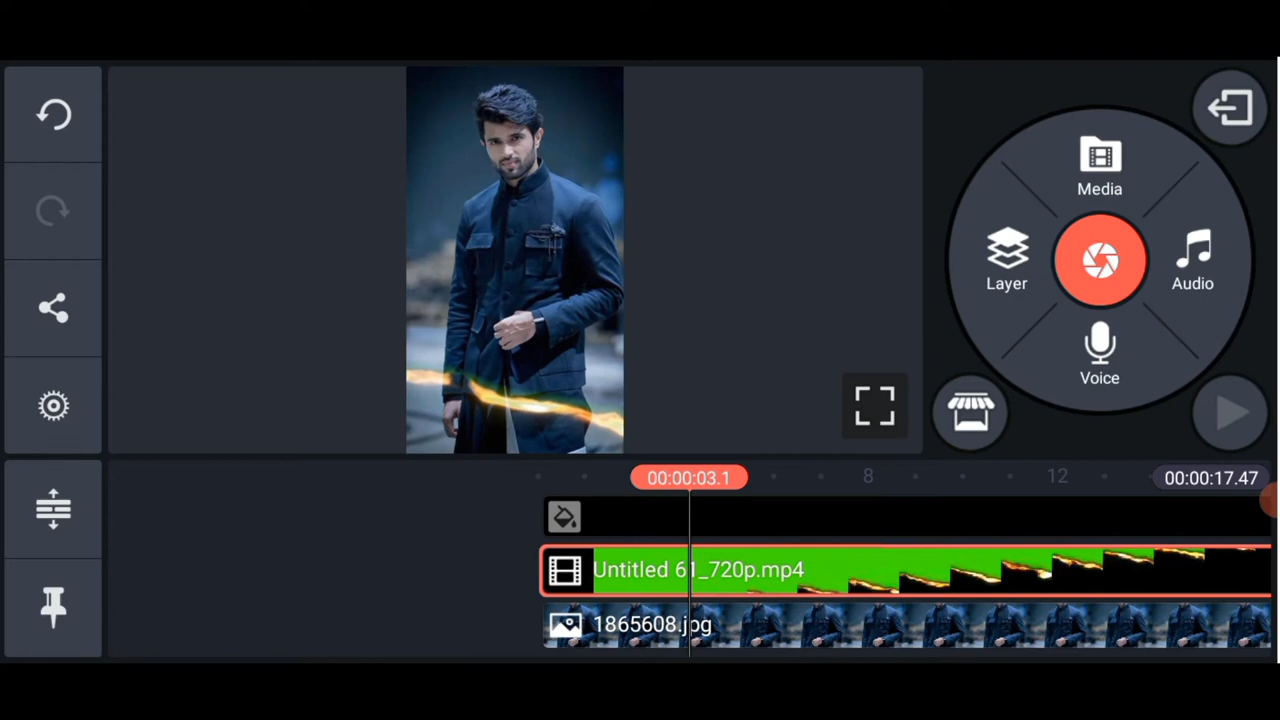 Media
Layer
Audio
Voice
00:00:03.1
8
12
00:00:17.47
Untitled 61_720p.mp4
1865608.jpg